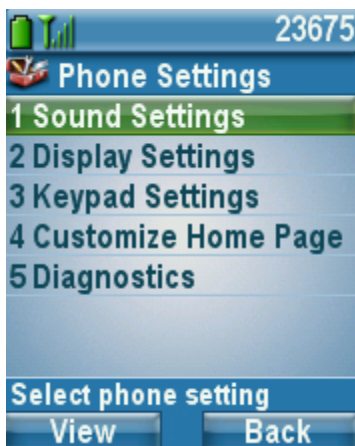 23675
Phone Settings
1 Sound Settings
2 Display Settings
3 Keypad Settings
4 Customize Home Page
5 Diagnostics
Select phone setting
View Back